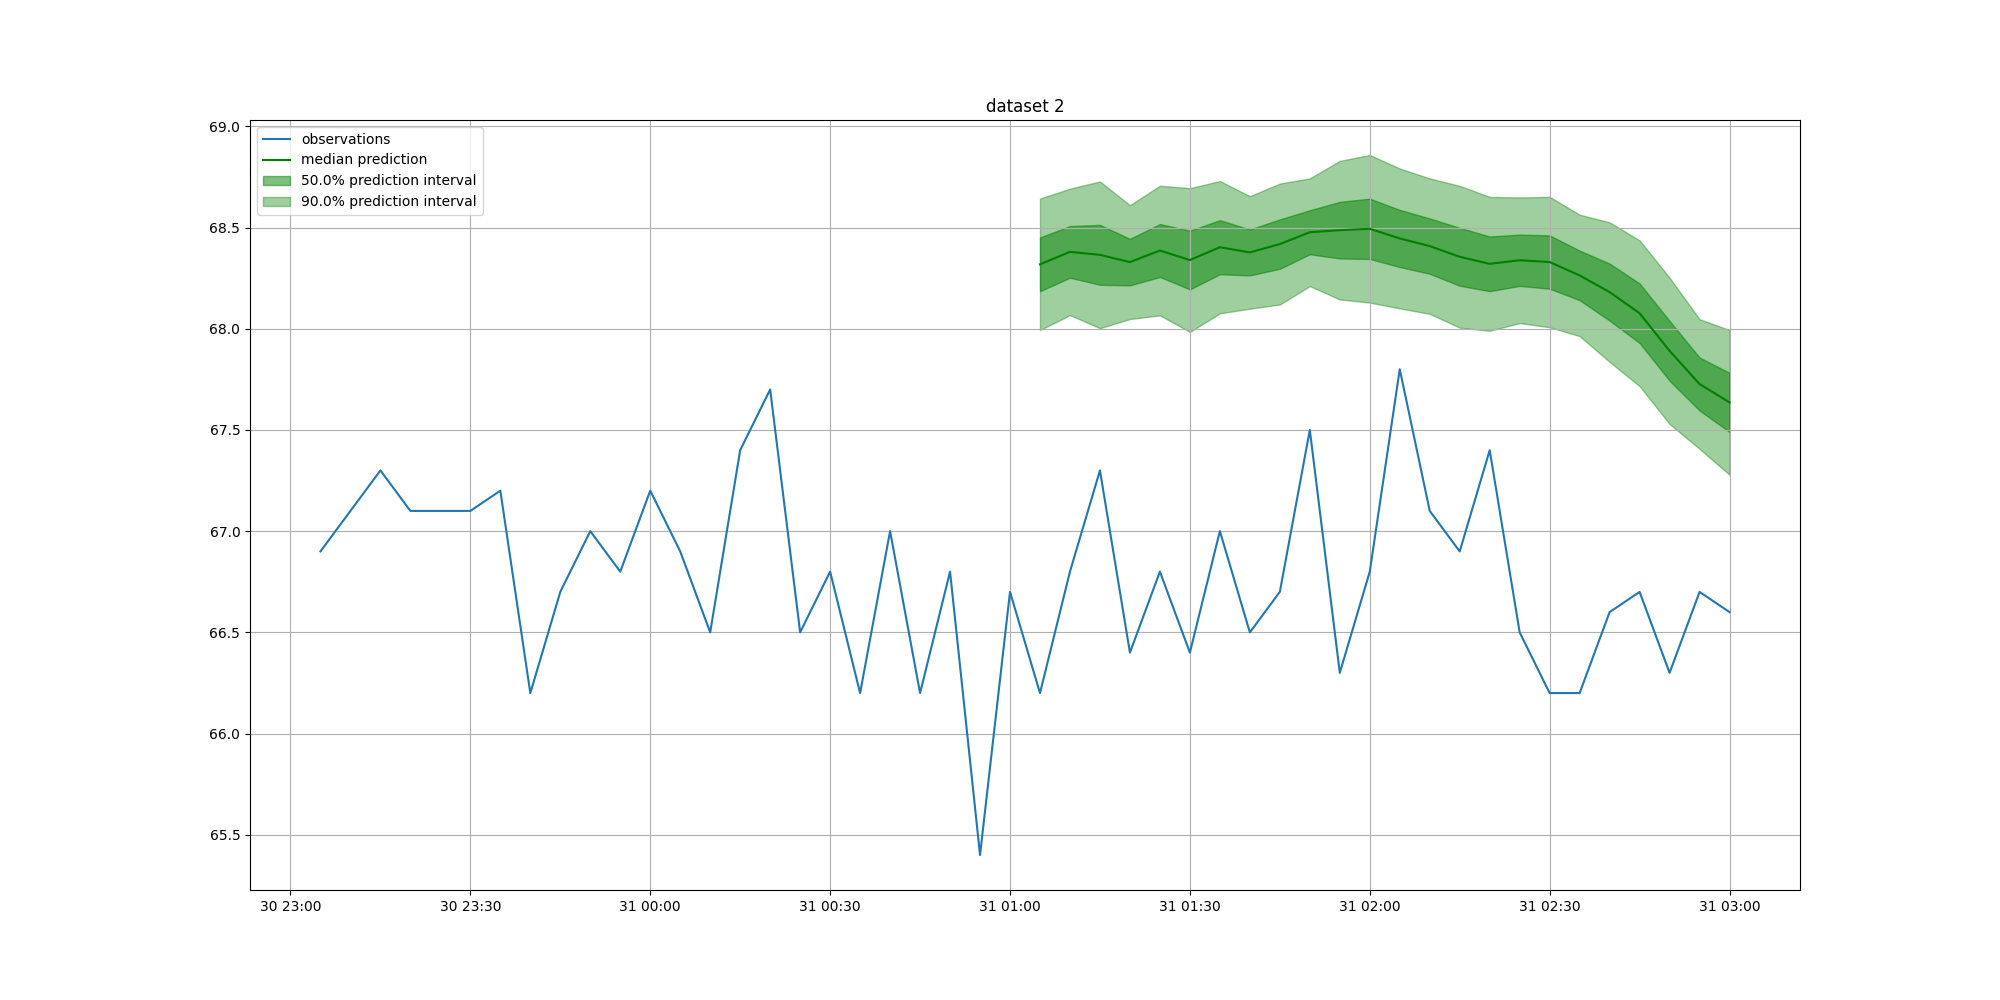 dataset 2
observations
median prediction
50.0% prediction interval
90.0% prediction interval
69.0
68.5
68.0
67.5
67.0
66.5
66.0
65.5
30 23:00 30 23:30 31 00:00 31 00:30 31 01:00 31 01:30 31 02:00 31 02:30 31 03:00